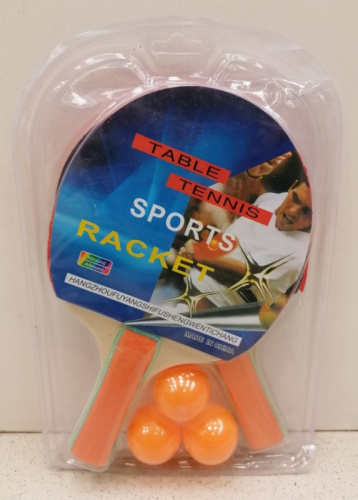 TABLE
TENNIS
SPORTS
RACKET
HANGZHOUFUYANGSHIFUSHENGWENTICHANG
MADE IN CHINA